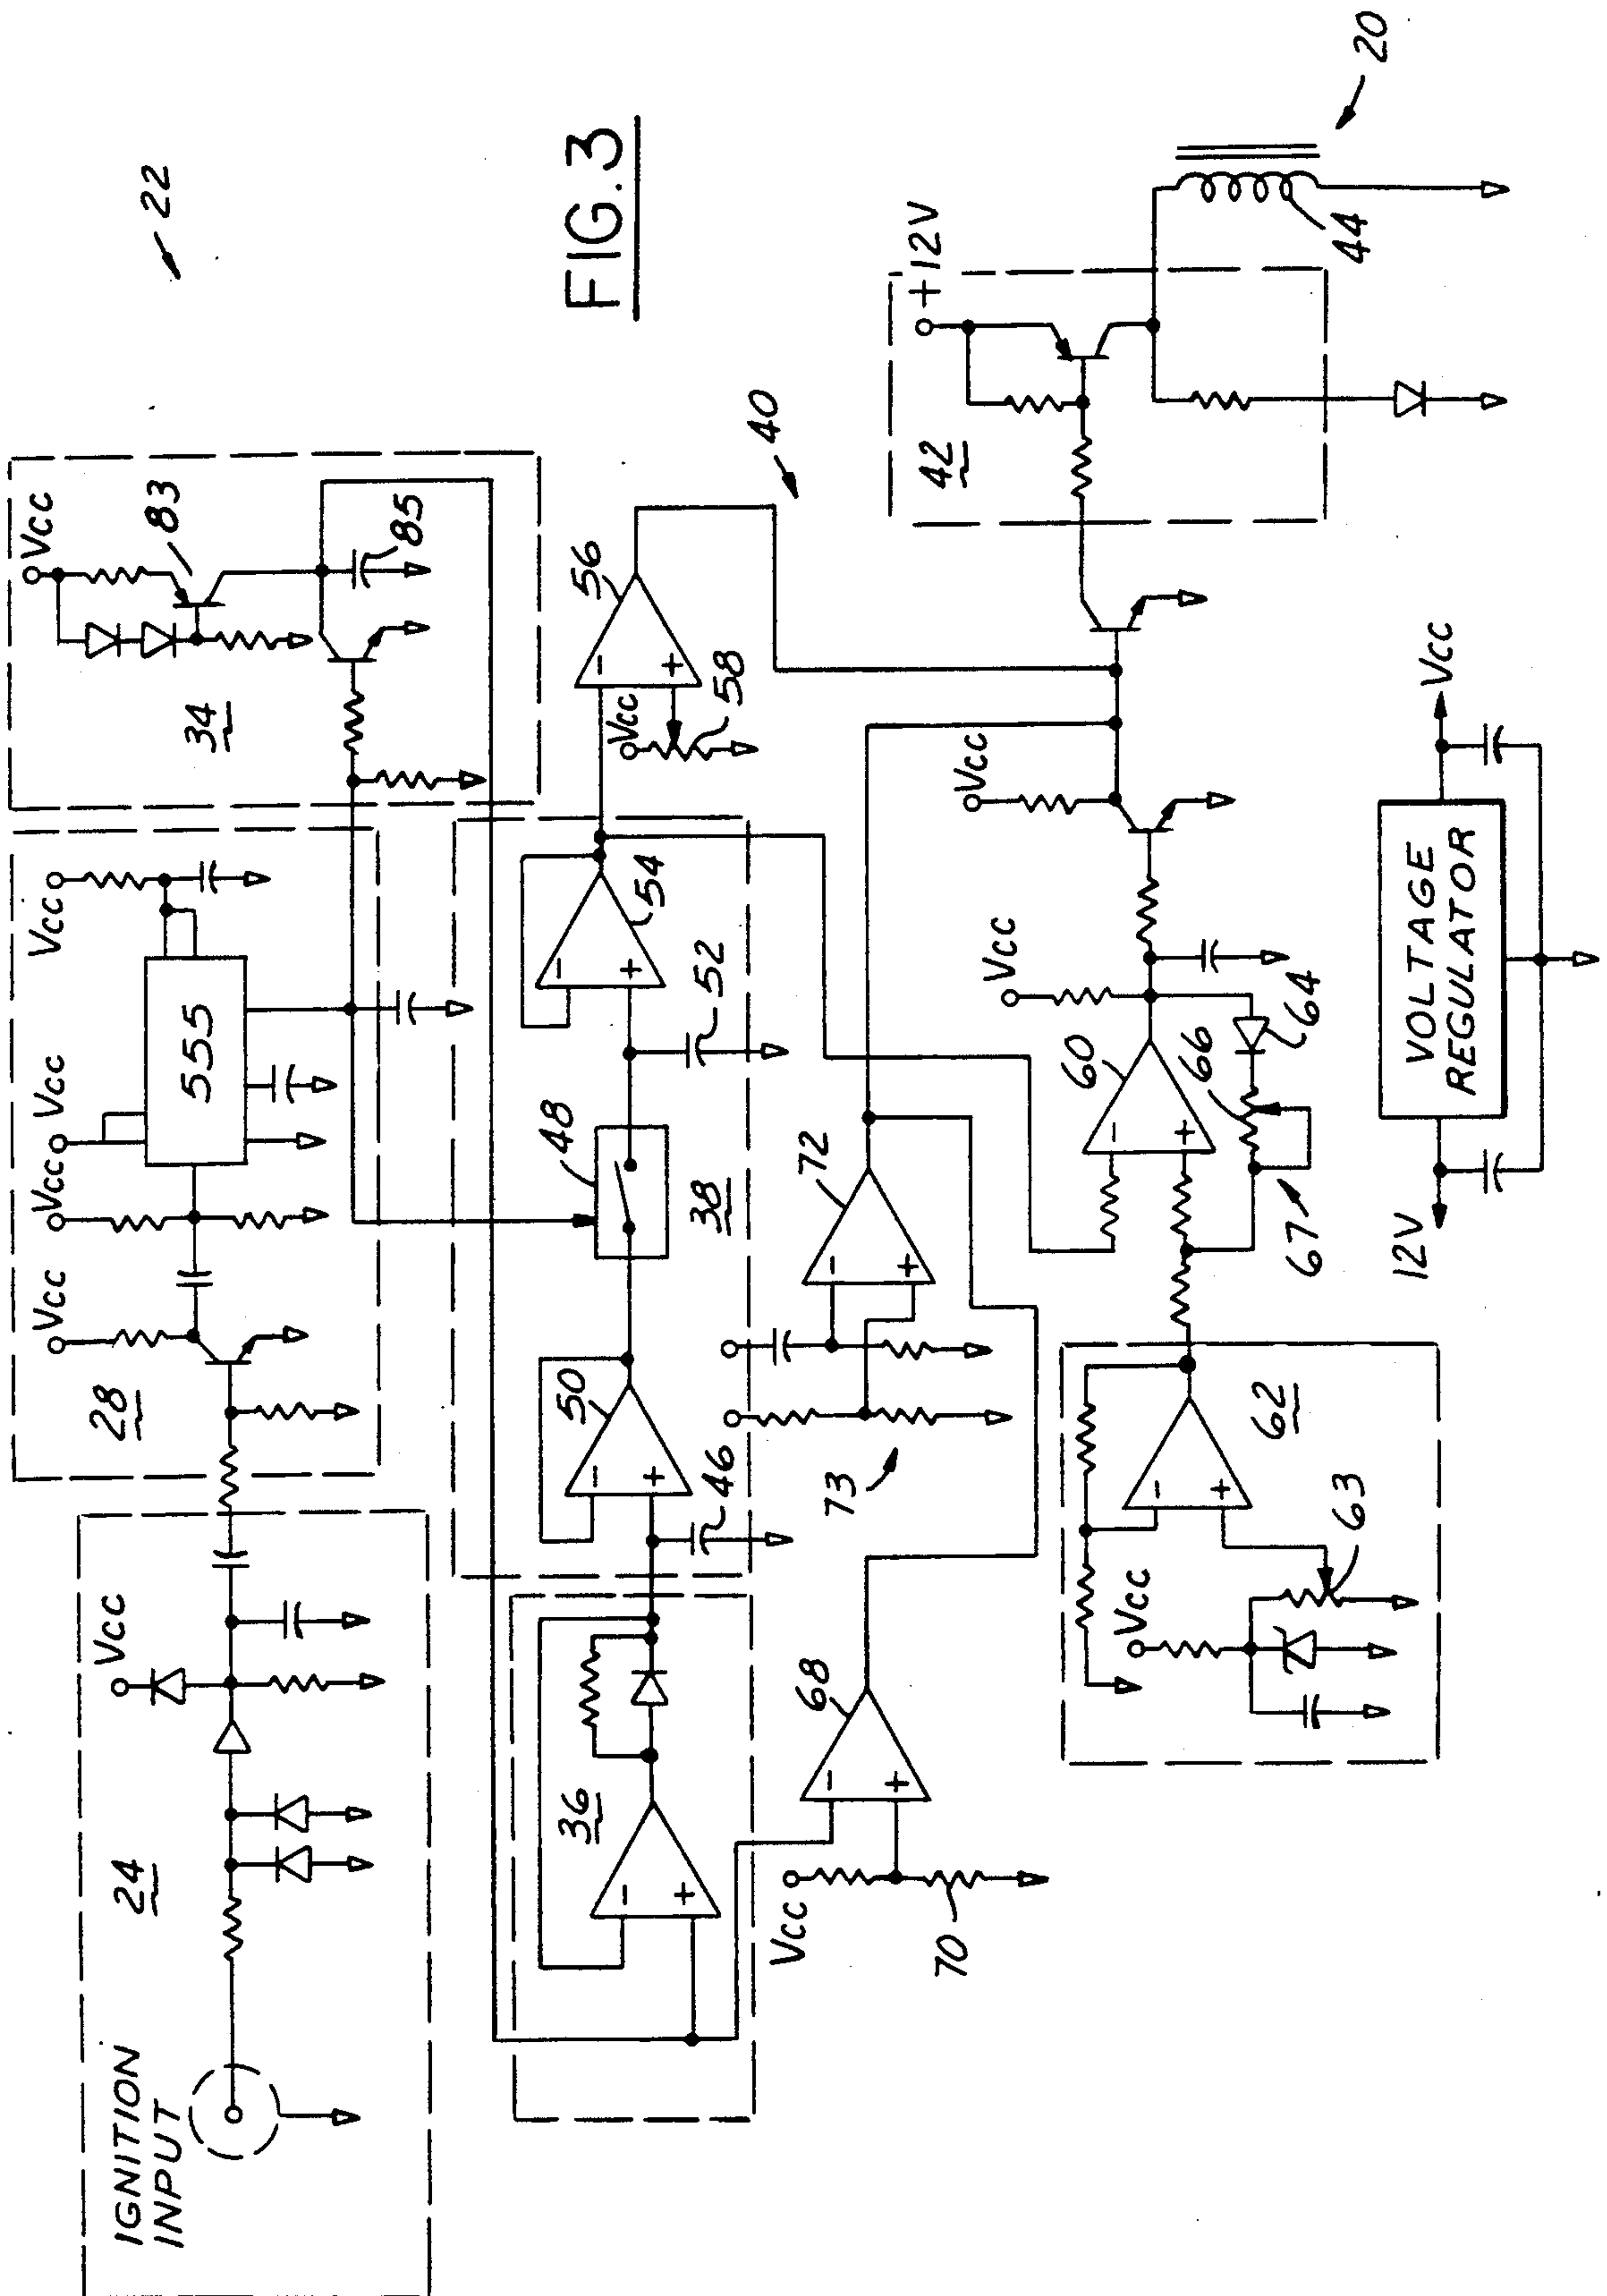 22
FIG.3
20
IGNITION
INPUT
24
Vcc
28
Vcc
Vcc
Vcc
555
Vcc
34
Vcc
83
85
36
46
50
48
38
52
54
56
Vcc
58
40
Vcc
70
68
73
72
62
Vcc
63
67
66
64
60
Vcc
Vcc
42
+12V
44
12V
VOLTAGE
REGULATOR
Vcc
-
+
-
+
-
+
-
+
-
+
-
+
-
+
-
+